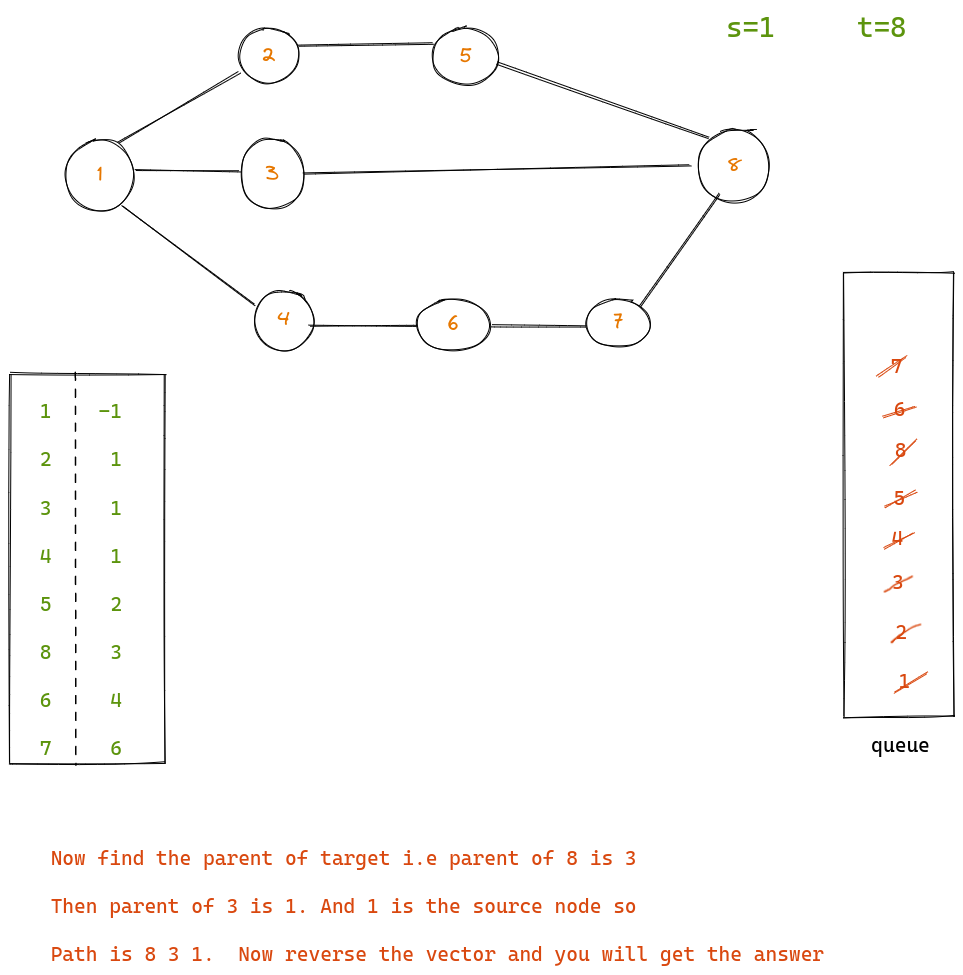 s=1 t=8
2 5
1 3 8
4 6 7
1 -1
2 1
3 1
4 1
5 2
8 3
6 4
7 6
7
6
8
5
4
3
2
1
queue
Now find the parent of target i.e parent of 8 is 3
Then parent of 3 is 1. And 1 is the source node so
Path is 8 3 1. Now reverse the vector and you will get the answer